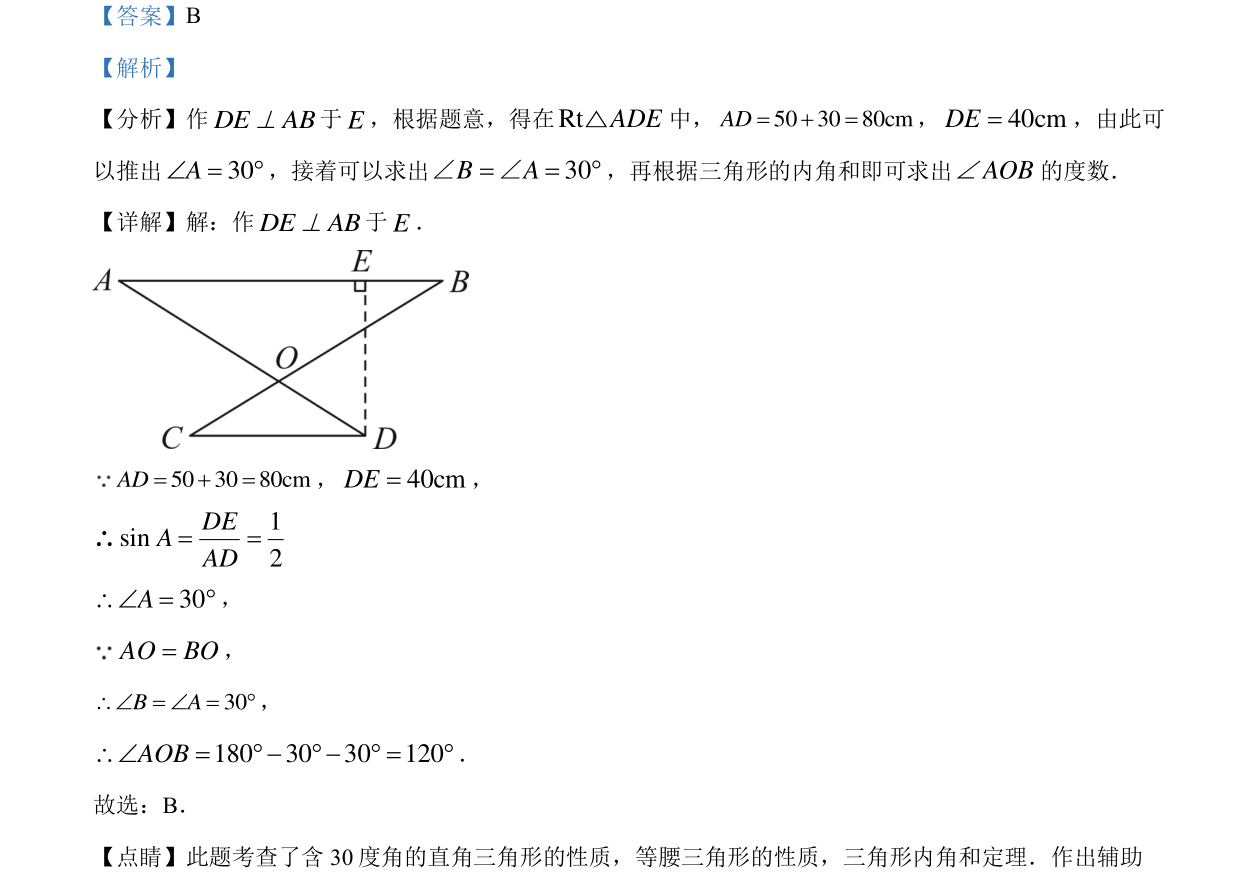 【答案】B
【解析】
【分析】作 DE ⊥ AB 于 E，根据题意，得在 Rt△ADE 中， AD = 50 + 30 = 80cm， DE = 40cm，由此可
以推出 ∠A = 30°，接着可以求出 ∠B = ∠A = 30°，再根据三角形的内角和即可求出 ∠AOB 的度数．
【详解】解：作 DE ⊥ AB 于 E．
E
A B
O
C D
∵ AD = 50 + 30 = 80cm， DE = 40cm，
∴ sin A = DE/AD = 1/2
∴ ∠A = 30°，
∵ AO = BO，
∴ ∠B = ∠A = 30°，
∴ ∠AOB = 180° − 30° − 30° = 120°．
故选：B．
【点睛】此题考查了含 30 度角的直角三角形的性质，等腰三角形的性质，三角形内角和定理．作出辅助